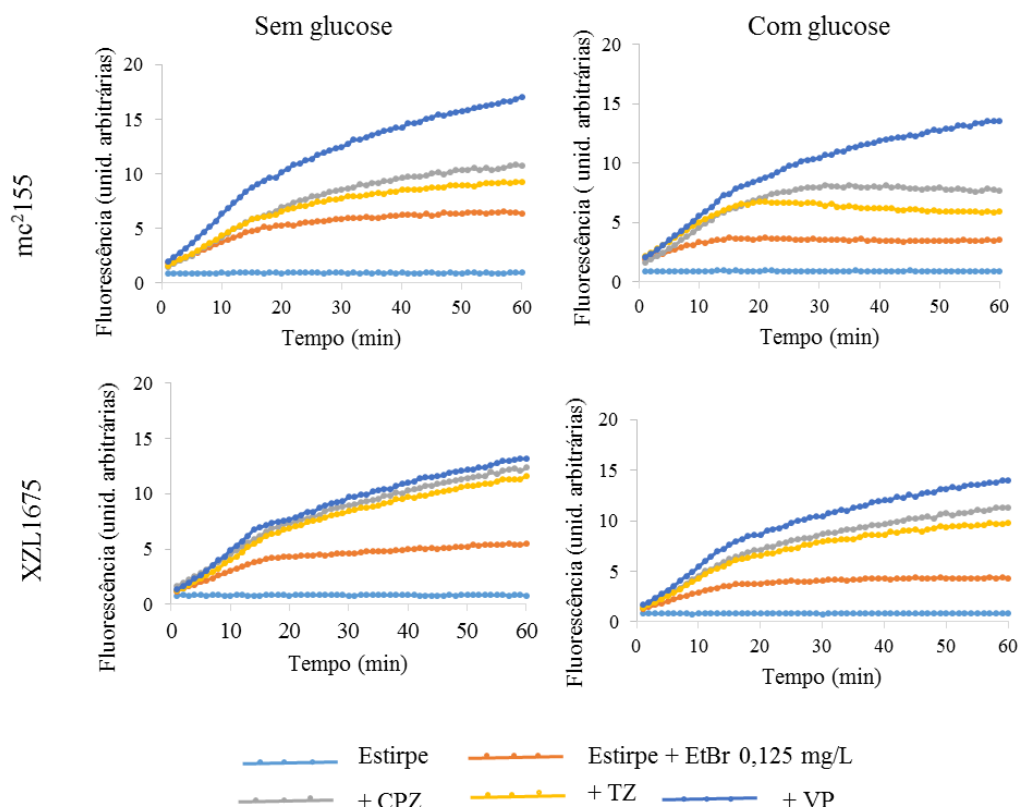 Sem glucose
Com glucose
mc²155
Fluorescência (unid. arbitrárias)
20
15
10
5
0
0 10 20 30 40 50 60
Tempo (min)
Fluorescência ( unid. arbitrárias)
20
15
10
5
0
0 10 20 30 40 50 60
Tempo (min)
XZL1675
Fluorescência (unid. arbitrárias)
20
15
10
5
0
0 10 20 30 40 50 60
Tempo (min)
Fluorescência (unid. arbitrárias)
20
15
10
5
0
0 10 20 30 40 50 60
Tempo (min)
Estirpe
Estirpe + EtBr 0,125 mg/L
+ CPZ
+ TZ
+ VP